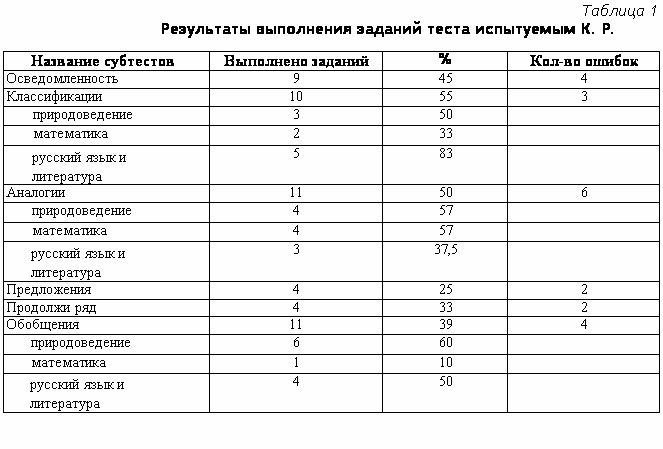 Таблица 1
Результаты выполнения заданий теста испытуемым К. Р.
Название субтестов Выполнено заданий % Кол-во ошибок
Осведомленность 9 45 4
Классификации 10 55 3
природоведение 3 50
математика 2 33
русский язык и 5 83
литература
Аналогии 11 50 6
природоведение 4 57
математика 4 57
русский язык и 3 37,5
литература
Предложения 4 25 2
Продолжи ряд 4 33 2
Обобщения 11 39 4
природоведение 6 60
математика 1 10
русский язык и 4 50
литература